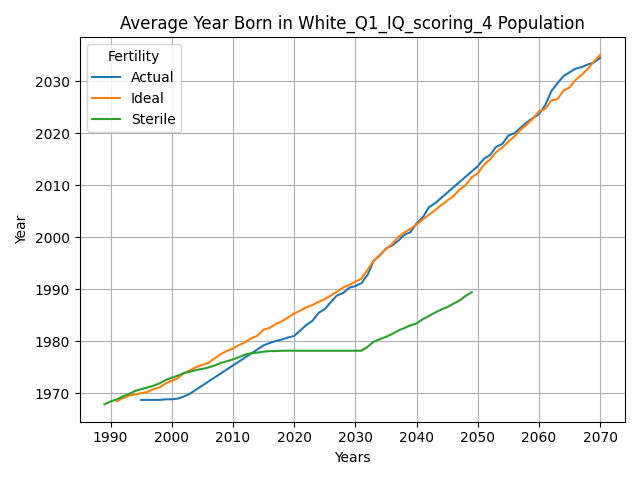 Average Year Born in White_Q1_IQ_scoring_4 Population
Fertility
Actual
Ideal
Sterile
Year
2030
2020
2010
2000
1990
1980
1970
1990 2000 2010 2020 2030 2040 2050 2060 2070
Years